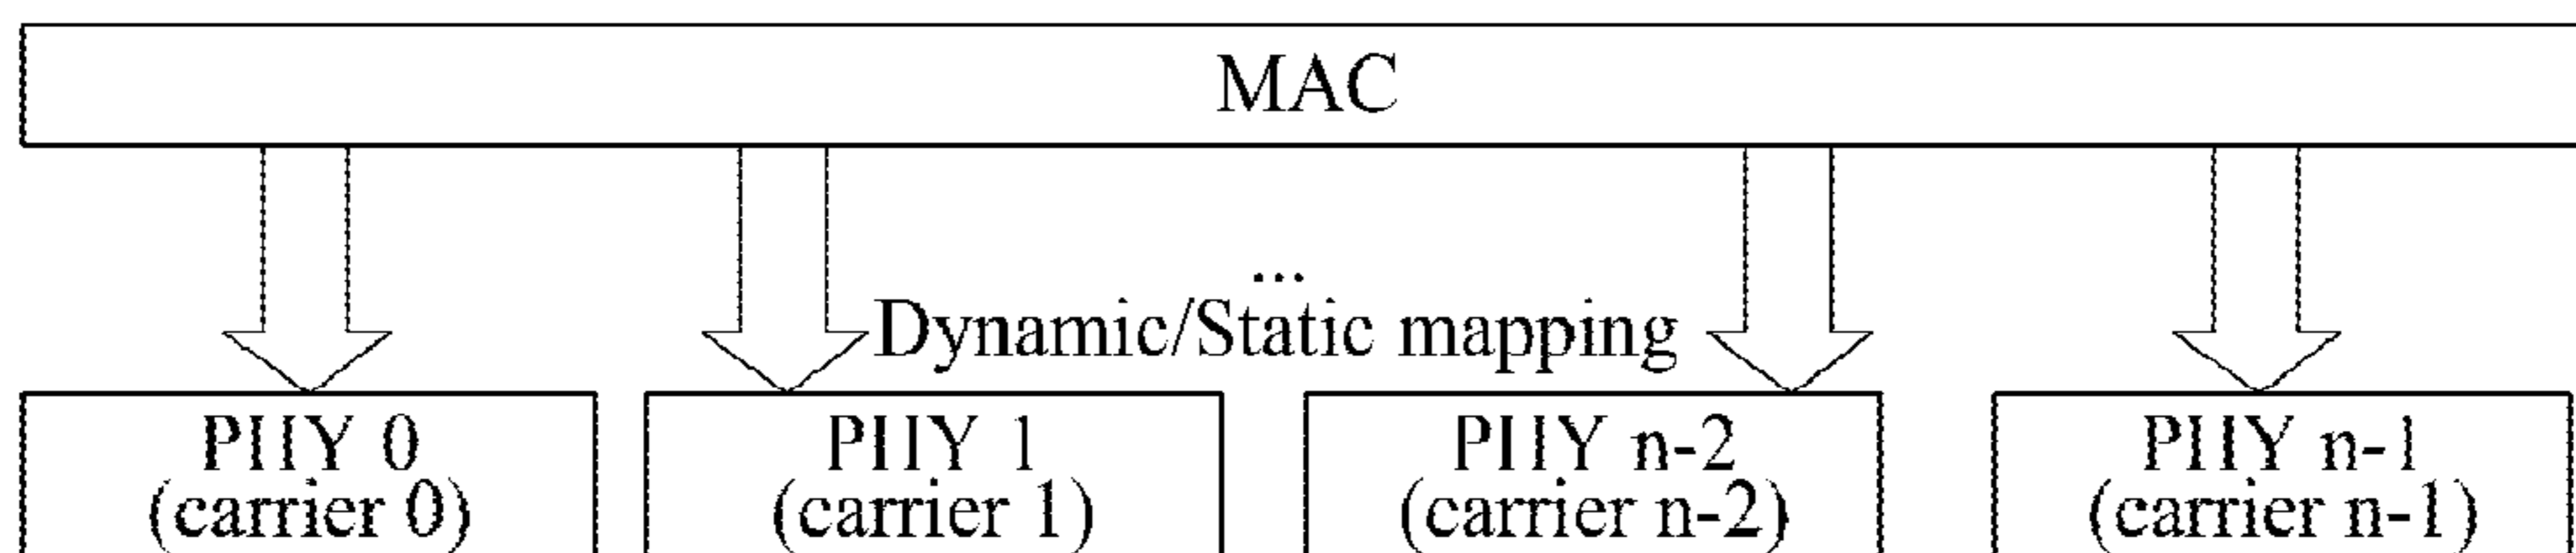 MAC
...
Dynamic/Static mapping
PHY 0
(carrier 0)
PHY 1
(carrier 1)
PHY n-2
(carrier n-2)
PHY n-1
(carrier n-1)